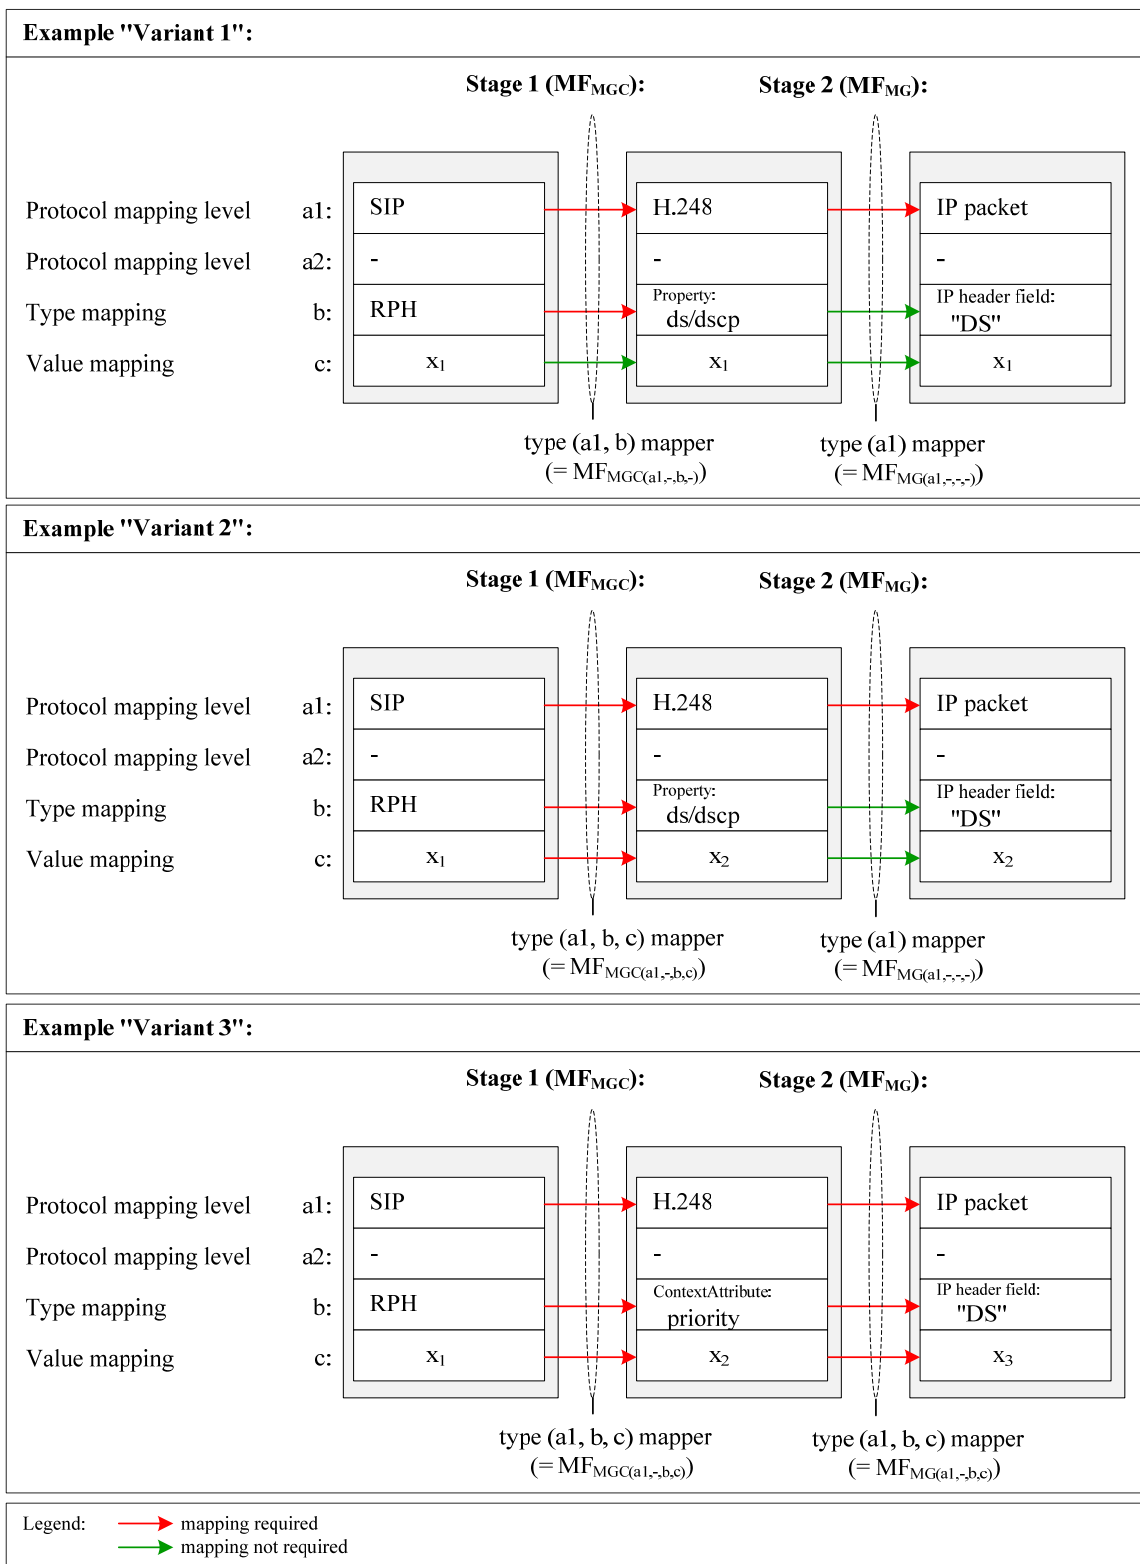 Example "Variant 1":
Stage 1 (MFMGC): Stage 2 (MFMG):
Protocol mapping level a1: SIP H.248 IP packet
Protocol mapping level a2: - - -
Type mapping b: RPH Property: ds/dscp IP header field: "DS"
Value mapping c: x1 x1 x1
type (a1, b) mapper type (a1) mapper
(= MFMGC(a1,-,b,-)) (= MFMG(a1,-,-,-))
Example "Variant 2":
Stage 1 (MFMGC): Stage 2 (MFMG):
Protocol mapping level a1: SIP H.248 IP packet
Protocol mapping level a2: - - -
Type mapping b: RPH Property: ds/dscp IP header field: "DS"
Value mapping c: x1 x2 x2
type (a1, b, c) mapper type (a1) mapper
(= MFMGC(a1,-,b,c)) (= MFMG(a1,-,-,-))
Example "Variant 3":
Stage 1 (MFMGC): Stage 2 (MFMG):
Protocol mapping level a1: SIP H.248 IP packet
Protocol mapping level a2: - - -
Type mapping b: RPH ContextAttribute: priority IP header field: "DS"
Value mapping c: x1 x2 x3
type (a1, b, c) mapper type (a1, b, c) mapper
(= MFMGC(a1,-,b,c)) (= MFMG(a1,-,b,c))
Legend: mapping required
mapping not required